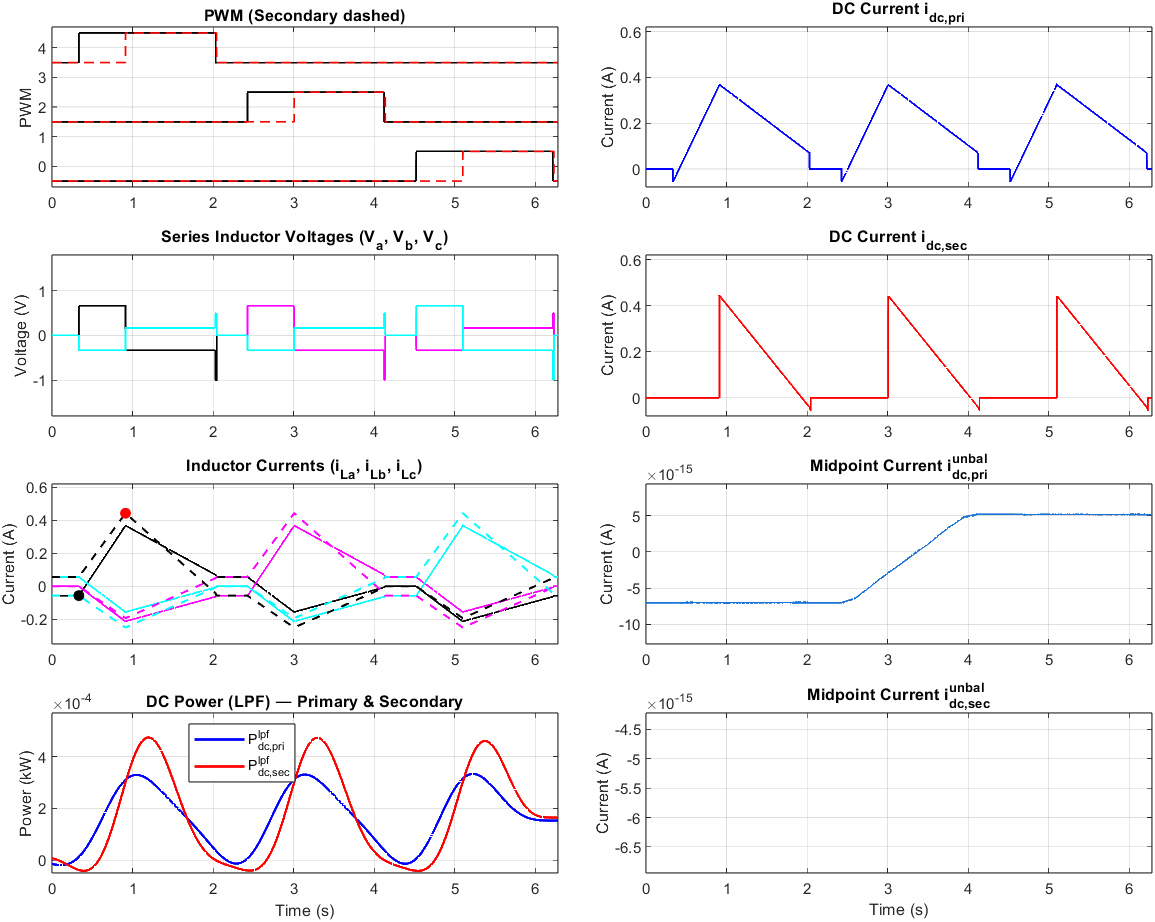 PWM (Secondary dashed)
PWM
4
3
2
1
0
0 1 2 3 4 5 6
DC Current i_dc,pri
Current (A)
0.6
0.4
0.2
0
0 1 2 3 4 5 6
Series Inductor Voltages (V_a, V_b, V_c)
Voltage (V)
1
0
-1
0 1 2 3 4 5 6
DC Current i_dc,sec
Current (A)
0.6
0.4
0.2
0
0 1 2 3 4 5 6
Inductor Currents (i_La, i_Lb, i_Lc)
Current (A)
0.6
0.4
0.2
0
-0.2
0 1 2 3 4 5 6
Midpoint Current i_dc,pri^unbal
×10^-15
Current (A)
5
0
-5
-10
0 1 2 3 4 5 6
DC Power (LPF) — Primary & Secondary
×10^-4
Power (kW)
4
2
0
P_dc,pri^lpf
P_dc,sec^lpf
0 1 2 3 4 5 6
Time (s)
Midpoint Current i_dc,sec^unbal
×10^-15
Current (A)
-4.5
-5
-5.5
-6
-6.5
0 1 2 3 4 5 6
Time (s)